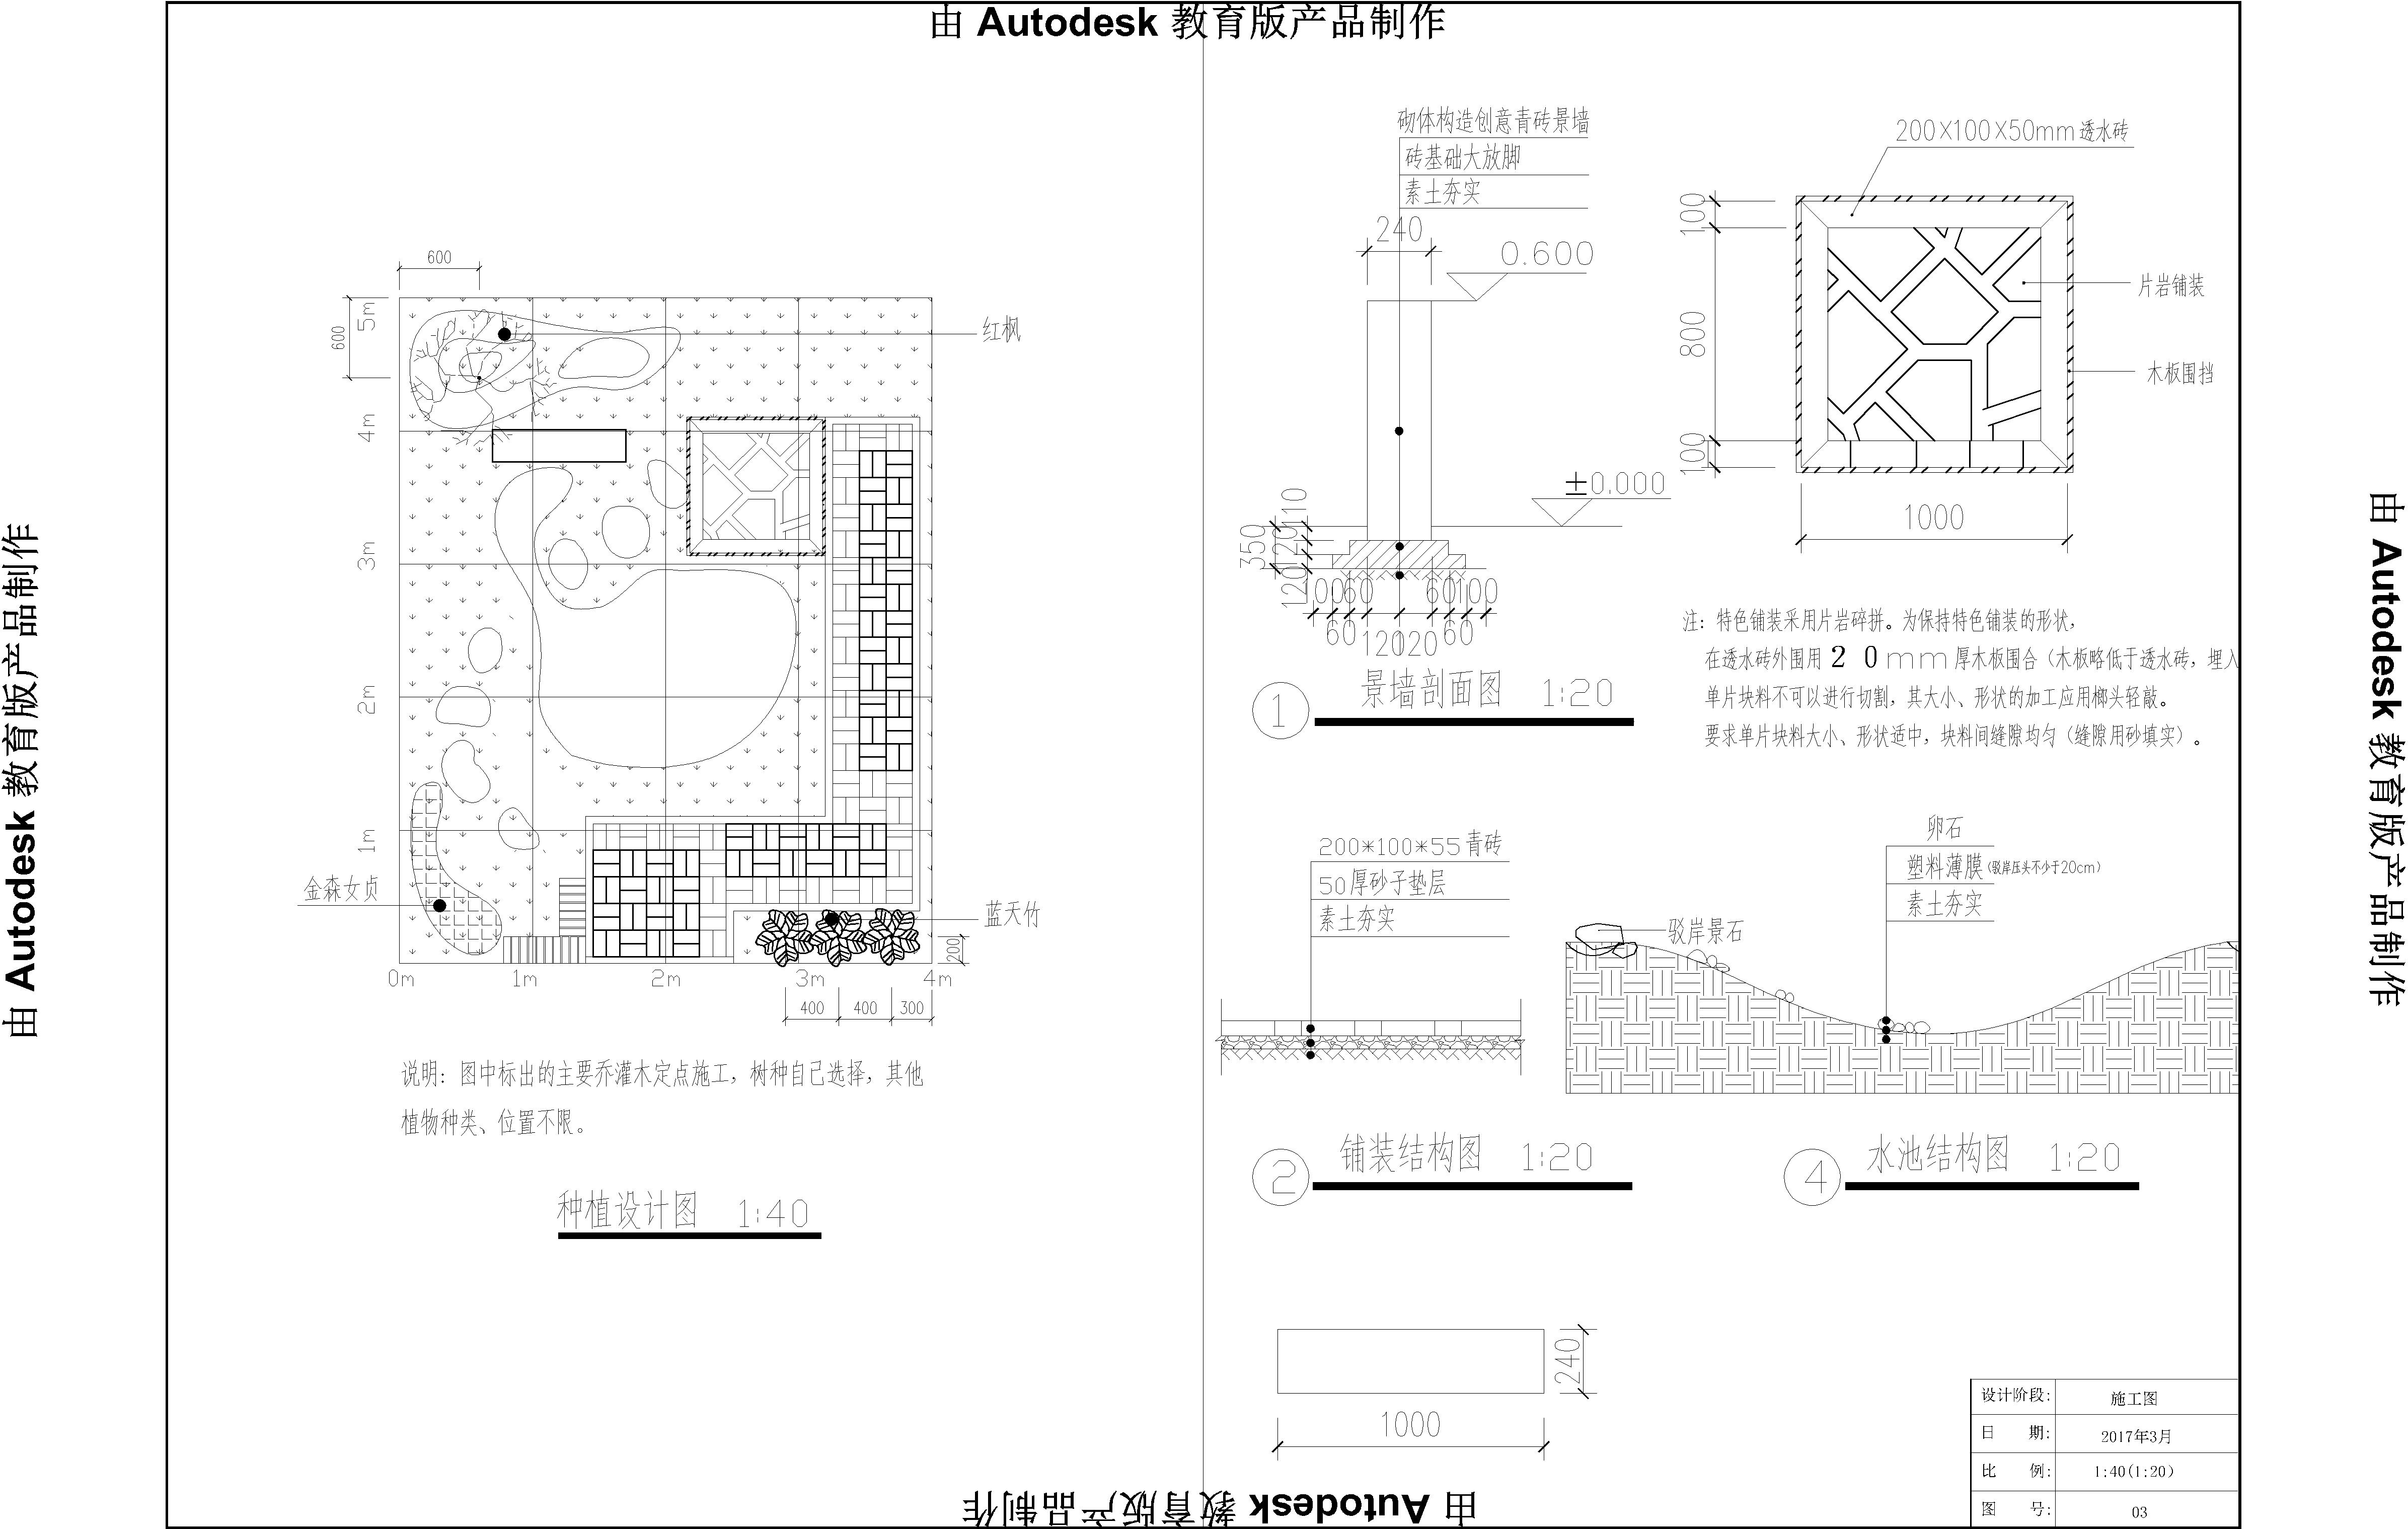 由 Autodesk 教育版产品制作
由 Autodesk 教育版产品制作
600
600
5m
4m
3m
2m
1m
0m
1m
2m
3m
4m
红枫
金森女贞
蓝天竹
200
400
400
300
说明：图中标出的主要乔灌木定点施工，树种自己选择，其他
植物种类、位置不限。
种植设计图 1:40
砌体构造创意青砖景墙
砖基础大放脚
素土夯实
240
0.600
±0.000
350
110
120
120
100
60
60
100
60
120
120
60
1 景墙剖面图 1:20
200X100X50mm透水砖
100
800
100
片岩铺装
木板围挡
1000
注：特色铺装采用片岩碎拼。为保持特色铺装的形状，
在透水砖外围用20mm厚木板围合（木板略低于透水砖，埋入
单片块料不可以进行切割，其大小、形状的加工应用榔头轻敲。
要求单片块料大小、形状适中，块料间缝隙均匀（缝隙用砂填实）。
200*100*55青砖
50厚砂子垫层
素土夯实
2 铺装结构图 1:20
卵石
塑料薄膜（驳岸压头不少于20cm）
素土夯实
驳岸景石
4 水池结构图 1:20
240
1000
设计阶段: 施工图
日 期: 2017年3月
比 例: 1:40(1:20)
图 号: 03
由 Autodesk 教育版产品制作
由 Autodesk 教育版产品制作